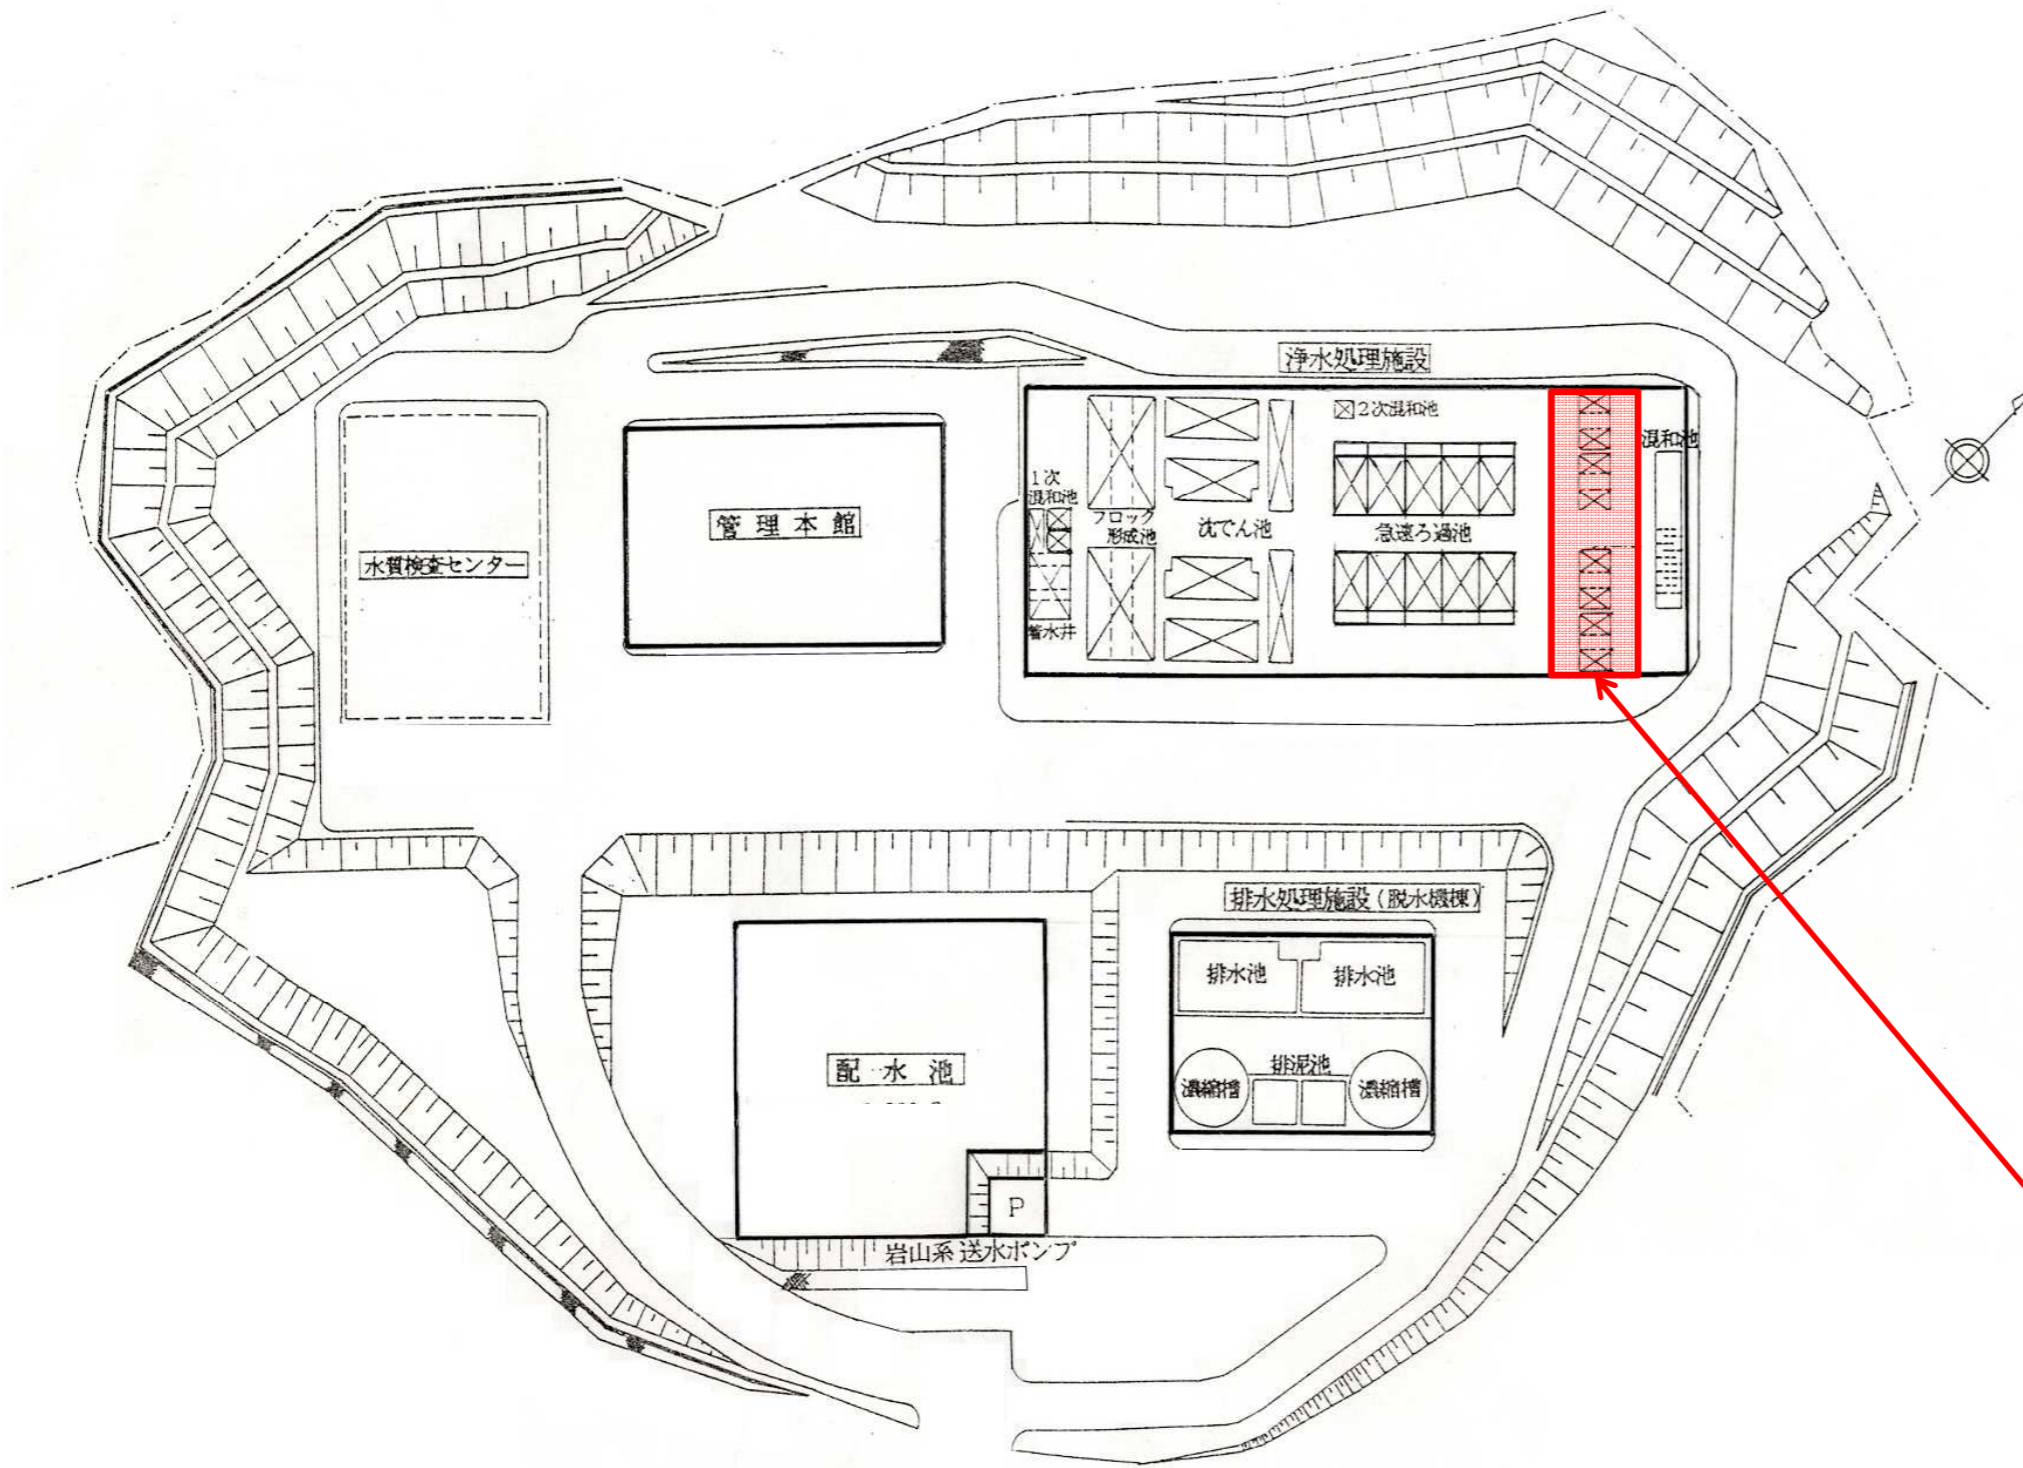 浄水処理施設
2次混和池
混和池
1次
混和池
フロック
形成池
沈でん池
急速ろ過池
着水井
管理本館
水質検査センター
排水処理施設(脱水機棟)
排水池
排水池
配水池
排泥池
濃縮槽
濃縮槽
P
岩山系送水ポンプ